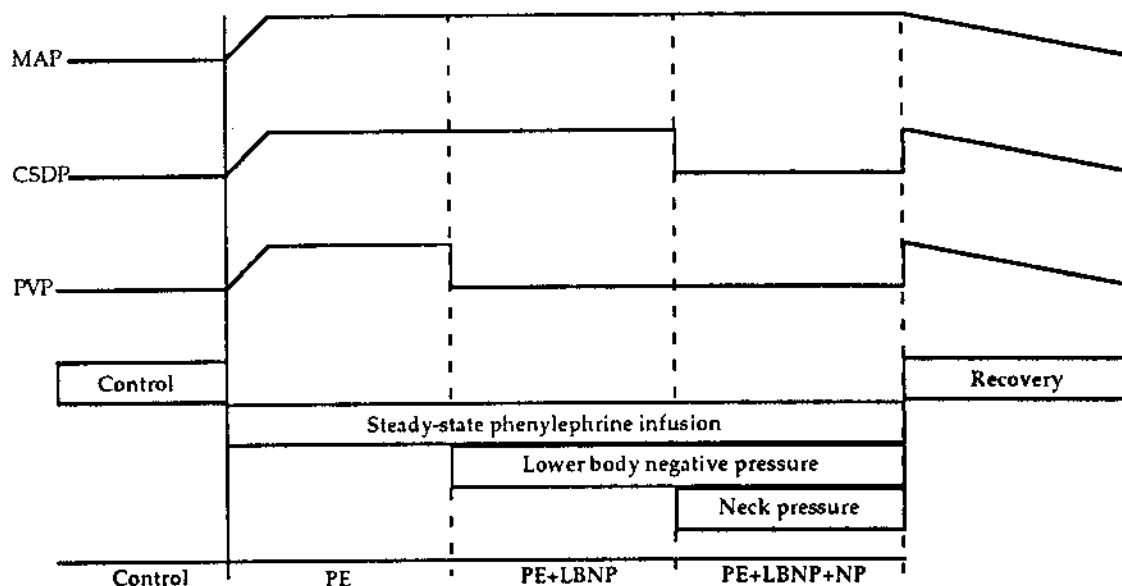 MAP
CSDP
PVP
Control
Recovery
Steady-state phenylephrine infusion
Lower body negative pressure
Neck pressure
Control PE PE+LBNP PE+LBNP+NP